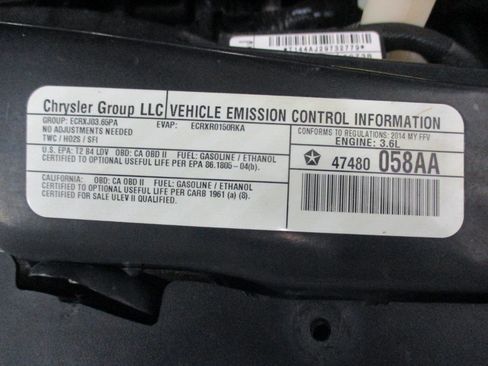 *T144AJ29732779*
Chrysler Group LLC VEHICLE EMISSION CONTROL INFORMATION
GROUP: ECRXJ03.65PA EVAP: ECRXR0150RKA
NO ADJUSTMENTS NEEDED
TWC / HO2S / SFI
CONFORMS TO REGULATIONS: 2014 MY FFV
ENGINE: 3.6L
U.S. EPA: T2 B4 LDV OBD: CA OBD II FUEL: GASOLINE / ETHANOL
CERTIFIED TO OPTIONAL USEFUL LIFE PER EPA 86.1805-04(b).
47480 058AA
CALIFORNIA: OBD: CA OBD II FUEL: GASOLINE / ETHANOL
CERTIFIED TO OPTIONAL USEFUL LIFE PER CARB 1961 (a) (8).
CERTIFIED FOR SALE ULEV II QUALIFIED.